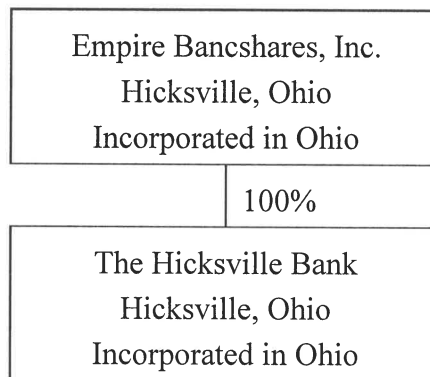 Empire Bancshares, Inc.
Hicksville, Ohio
Incorporated in Ohio
100%
The Hicksville Bank
Hicksville, Ohio
Incorporated in Ohio